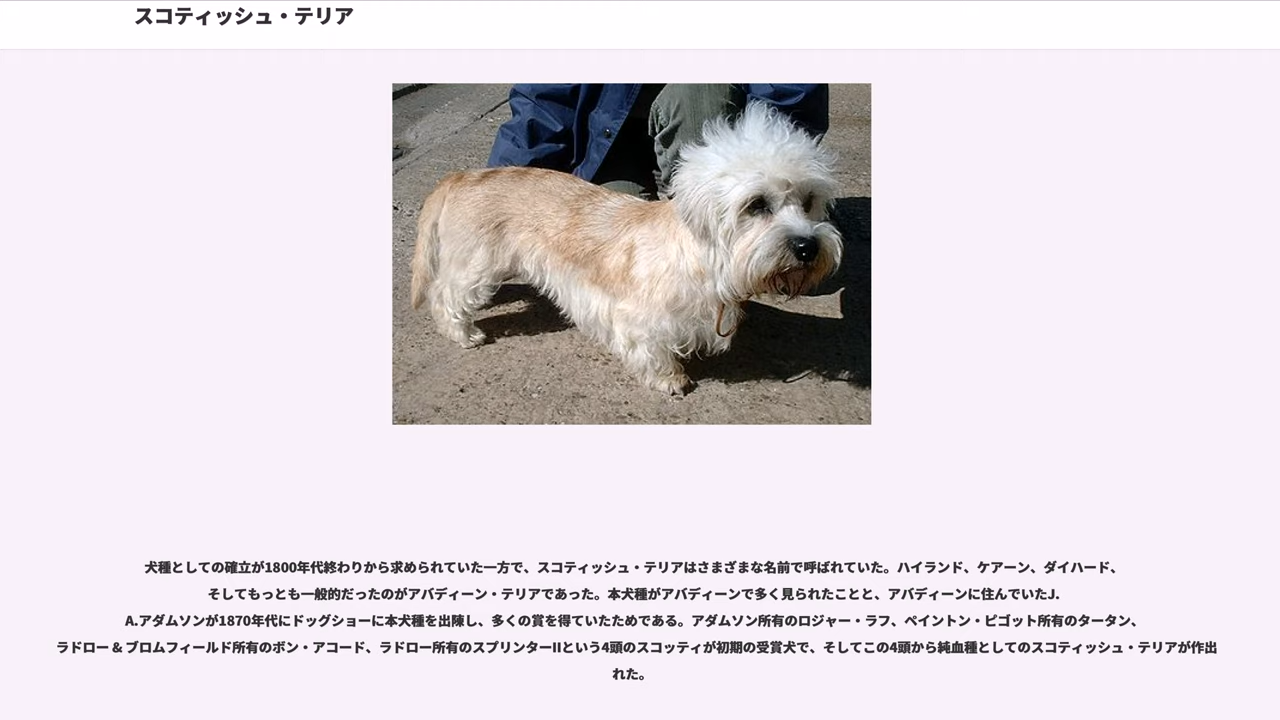 スコティッシュ・テリア
犬種としての確立が1800年代終わりから求められていた一方で、スコティッシュ・テリアはさまざまな名前で呼ばれていた。ハイランド、ケアーン、ダイハード、
そしてもっとも一般的だったのがアバディーン・テリアであった。本犬種がアバディーンで多く見られたことと、アバディーンに住んでいたJ.
A.アダムソンが1870年代にドッグショーに本犬種を出陳し、多くの賞を得ていたためである。アダムソン所有のロジャー・ラフ、ペイントン・ピゴット所有のタータン、
ラドロー & ブロムフィールド所有のボン・アコード、ラドロー所有のスプリンターIIという4頭のスコッティが初期の受賞犬で、そしてこの4頭から純血種としてのスコティッシュ・テリアが作出
れた。